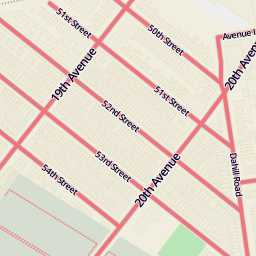 51st Street
50th Street
Avenue I
19th Avenue
20th Avenue
51st Street
52nd Street
53rd Street
Dahill Road
54th Street
20th Avenue